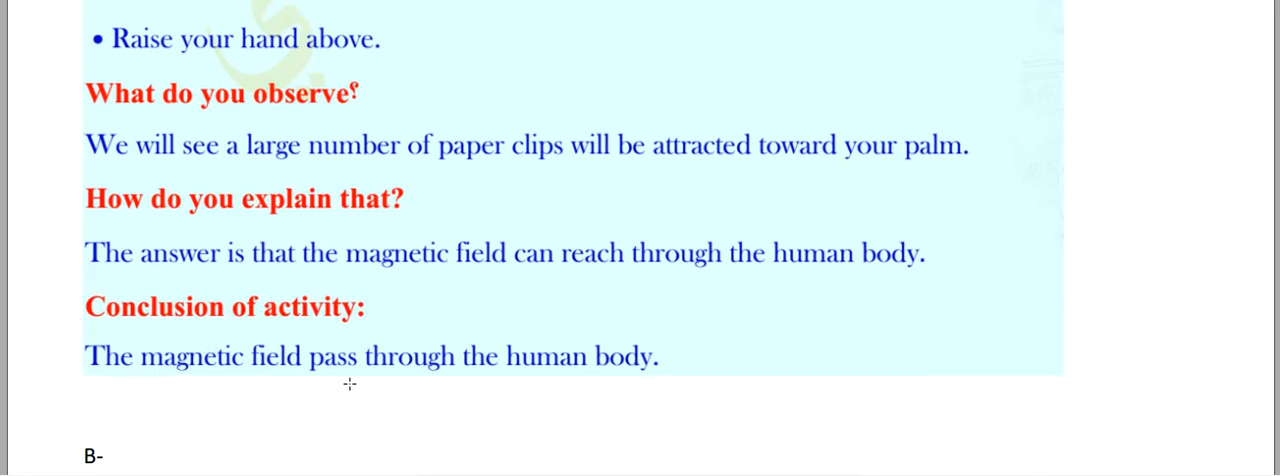 • Raise your hand above.
What do you observe؟
We will see a large number of paper clips will be attracted toward your palm.
How do you explain that?
The answer is that the magnetic field can reach through the human body.
Conclusion of activity:
The magnetic field pass through the human body.
B-